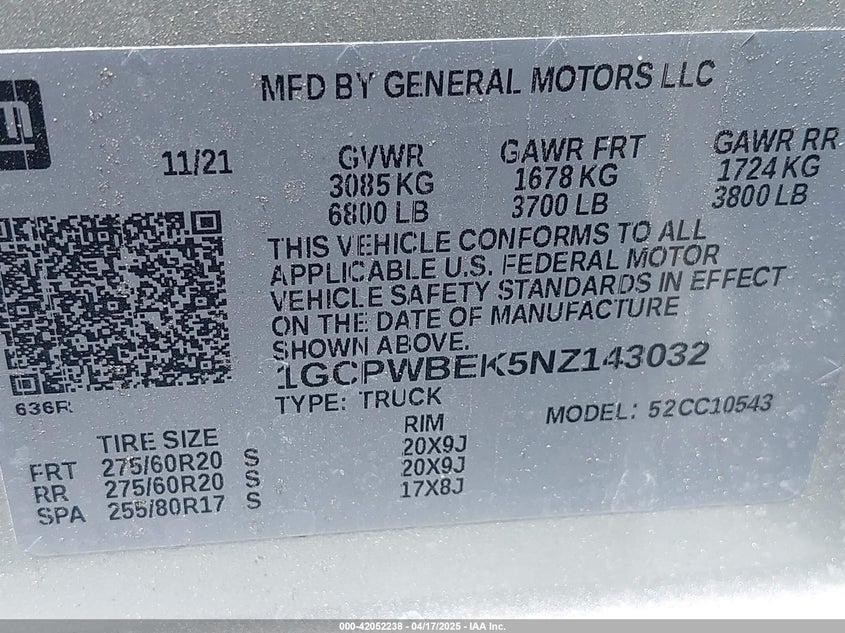 MFD BY GENERAL MOTORS LLC
gm
11/21 GVWR GAWR FRT GAWR RR
3085 KG 1678 KG 1724 KG
6800 LB 3700 LB 3800 LB
THIS VEHICLE CONFORMS TO ALL
APPLICABLE U.S. FEDERAL MOTOR
VEHICLE SAFETY STANDARDS IN EFFECT
ON THE DATE OF MANUFACTURE
SHOWN ABOVE.
1GCPWBEK5NZ143032
636R TYPE: TRUCK MODEL: 52CC10543
TIRE SIZE RIM
FRT 275/60R20 S 20X9J
RR 275/60R20 S 20X9J
SPA 255/80R17 S 17X8J
000-42052238 - 04/17/2025 - IAA Inc.